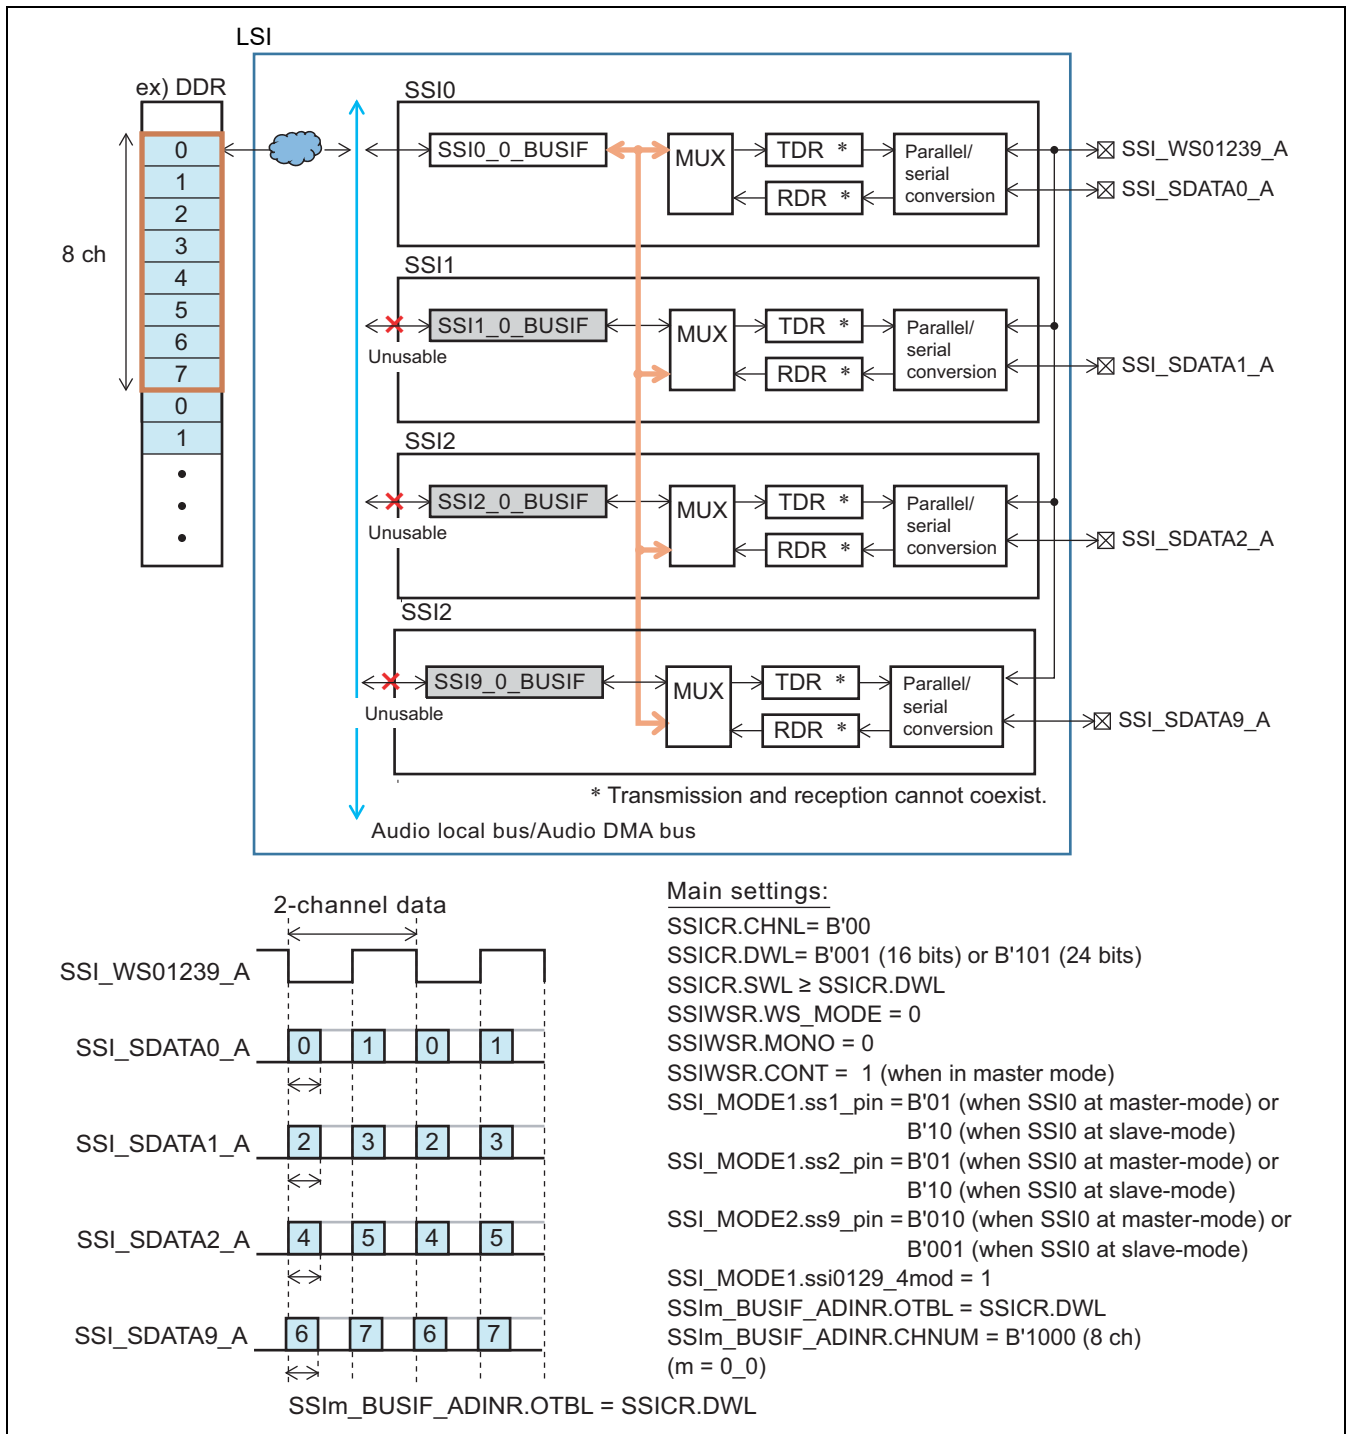 LSI
ex) DDR
8 ch
0
1
2
3
4
5
6
7
0
1
SSI0
SSI0_0_BUSIF
MUX
TDR *
RDR *
Parallel/
serial
conversion
SSI_WS01239_A
SSI_SDATA0_A
SSI1
SSI1_0_BUSIF
Unusable
MUX
TDR *
RDR *
Parallel/
serial
conversion
SSI_SDATA1_A
SSI2
SSI2_0_BUSIF
Unusable
MUX
TDR *
RDR *
Parallel/
serial
conversion
SSI_SDATA2_A
SSI2
SSI9_0_BUSIF
Unusable
MUX
TDR *
RDR *
Parallel/
serial
conversion
SSI_SDATA9_A
* Transmission and reception cannot coexist.
Audio local bus/Audio DMA bus
2-channel data
SSI_WS01239_A
SSI_SDATA0_A 0 1 0 1
SSI_SDATA1_A 2 3 2 3
SSI_SDATA2_A 4 5 4 5
SSI_SDATA9_A 6 7 6 7
SSIm_BUSIF_ADINR.OTBL = SSICR.DWL
Main settings:
SSICR.CHNL= B'00
SSICR.DWL= B'001 (16 bits) or B'101 (24 bits)
SSICR.SWL ≥ SSICR.DWL
SSIWSR.WS_MODE = 0
SSIWSR.MONO = 0
SSIWSR.CONT = 1 (when in master mode)
SSI_MODE1.ss1_pin = B'01 (when SSI0 at master-mode) or
B'10 (when SSI0 at slave-mode)
SSI_MODE1.ss2_pin = B'01 (when SSI0 at master-mode) or
B'10 (when SSI0 at slave-mode)
SSI_MODE2.ss9_pin = B'010 (when SSI0 at master-mode) or
B'001 (when SSI0 at slave-mode)
SSI_MODE1.ssi0129_4mod = 1
SSIm_BUSIF_ADINR.OTBL = SSICR.DWL
SSIm_BUSIF_ADINR.CHNUM = B'1000 (8 ch)
(m = 0_0)